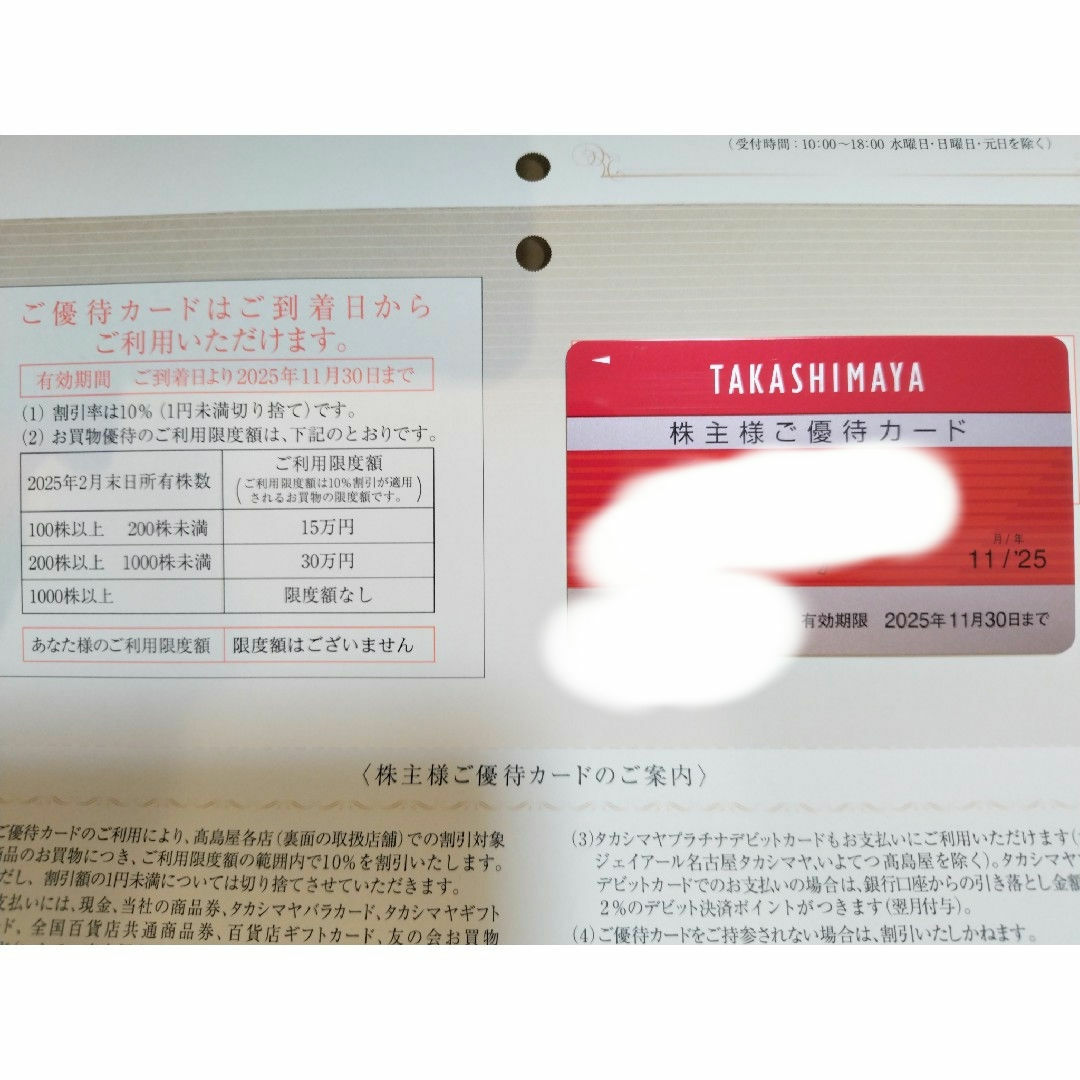 (受付時間:10:00～18:00 水曜日・日曜日・元日を除く)
ご優待カードはご到着日から
ご利用いただけます。
有効期間 ご到着日より2025年11月30日まで
(1) 割引率は10%(1円未満切り捨て)です。
(2) お買物優待のご利用限度額は、下記のとおりです。
2025年2月末日所有株数
ご利用限度額
(ご利用限度額は10%割引が適用
されるお買物の限度額です。)
100株以上 200株未満 15万円
200株以上 1000株未満 30万円
1000株以上 限度額なし
あなた様のご利用限度額 限度額はございません
TAKASHIMAYA
株主様ご優待カード
月/年
11/'25
有効期限 2025年11月30日まで
〈株主様ご優待カードのご案内〉
ご優待カードのご利用により、髙島屋各店(裏面の取扱店舗)での割引対象
商品のお買物につき、ご利用限度額の範囲内で10%を割引いたします。
だし、割引額の1円未満については切り捨てさせていただきます。
支払いには、現金、当社の商品券、タカシマヤバラカード、タカシマヤギフト
ード、全国百貨店共通商品券、百貨店ギフトカード、友の会お買物
(3)タカシマヤプラチナデビットカードもお支払いにご利用いただけます(
ジェイアール名古屋タカシマヤ、いよてつ髙島屋を除く)。タカシマヤ
デビットカードでのお支払いの場合は、銀行口座からの引き落とし金額
2%のデビット決済ポイントがつきます(翌月付与)。
(4)ご優待カードをご持参されない場合は、割引いたしかねます。